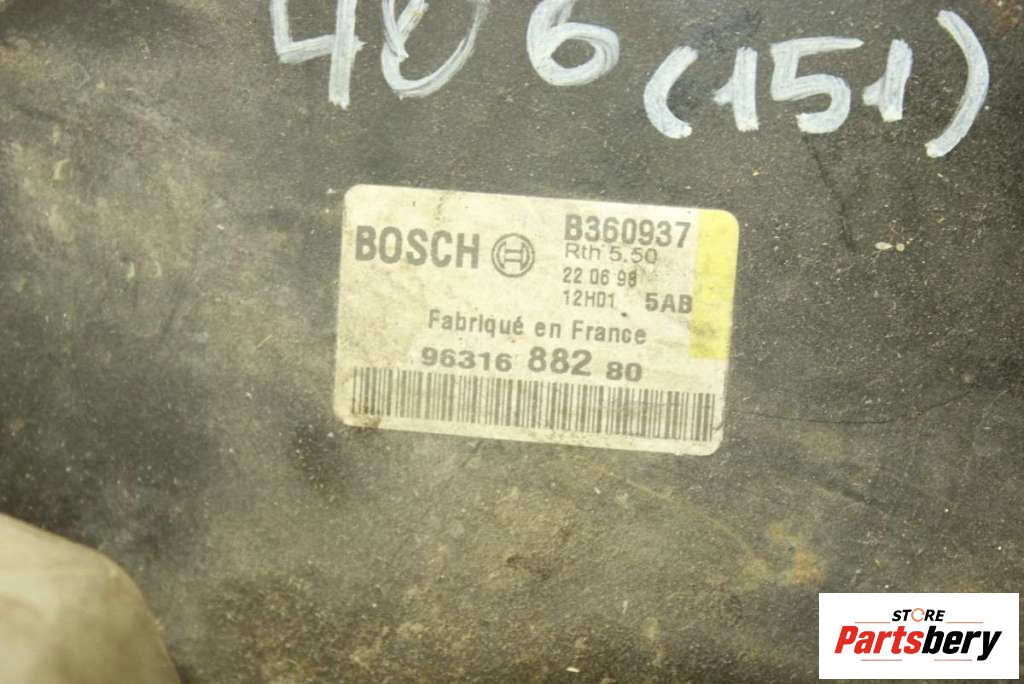 406 (151)
BOSCH
B360937
Rth 5.50
22 06 98
12H01 5AB
Fabriqué en France
96316 882 80
STORE
Partsbery